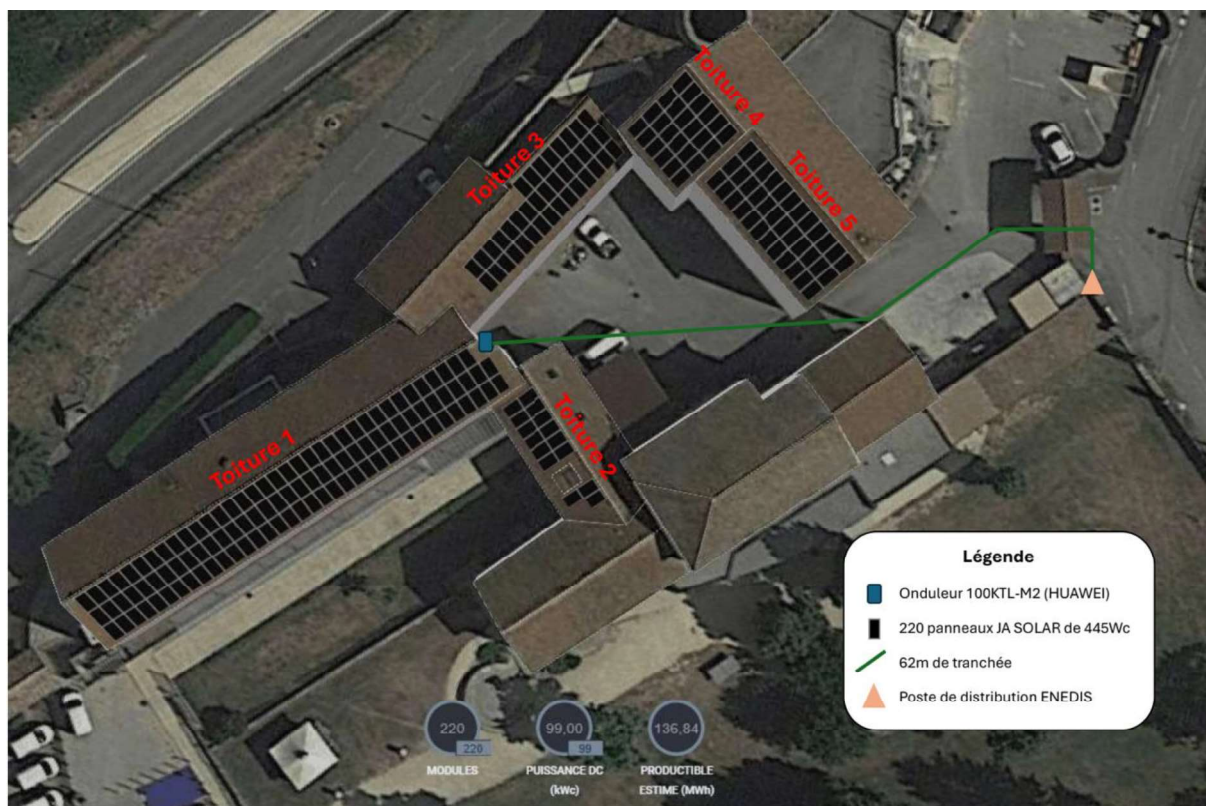 Toiture 4
Toiture 3
Toiture 5
Toiture 1
Toiture 2
Légende
Onduleur 100KTL-M2 (HUAWEI)
220 panneaux JA SOLAR de 445Wc
62m de tranchée
Poste de distribution ENEDIS
220
220
MODULES
99,00
99
PUISSANCE DC
(kWc)
136,84
PRODUCTIBLE
ESTIME (MWh)